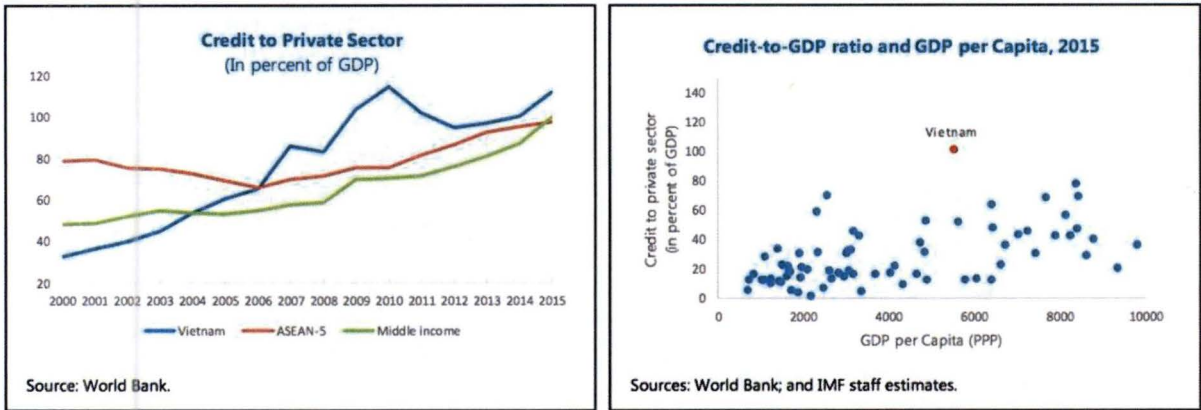 Credit to Private Sector
(In percent of GDP)
120
100
80
60
40
20
2000 2001 2002 2003 2004 2005 2006 2007 2008 2009 2010 2011 2012 2013 2014 2015
Vietnam ASEAN-5 Middle income
Source: World Bank.
Credit-to-GDP ratio and GDP per Capita, 2015
Credit to private sector
(in percent of GDP)
140
120
100
80
60
40
20
0
Vietnam
0 2000 4000 6000 8000 10000
GDP per Capita (PPP)
Sources: World Bank; and IMF staff estimates.